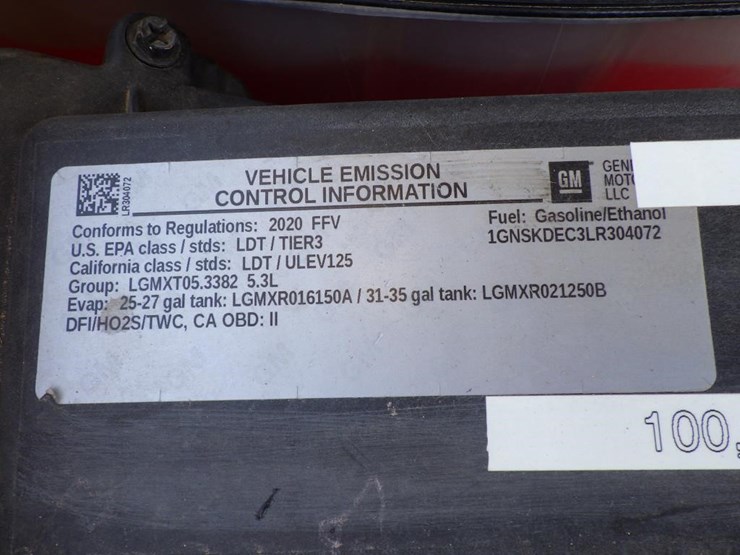 LR304072
VEHICLE EMISSION
CONTROL INFORMATION
GM
LLC
Conforms to Regulations: 2020 FFV
Fuel: Gasoline/Ethanol
U.S. EPA class / stds: LDT / TIER3
1GNSKDEC3LR304072
California class / stds: LDT / ULEV125
Group: LGMXT05.3382 5.3L
Evap: 25-27 gal tank: LGMXR016150A / 31-35 gal tank: LGMXR021250B
DFI/HO2S/TWC, CA OBD: II
100,